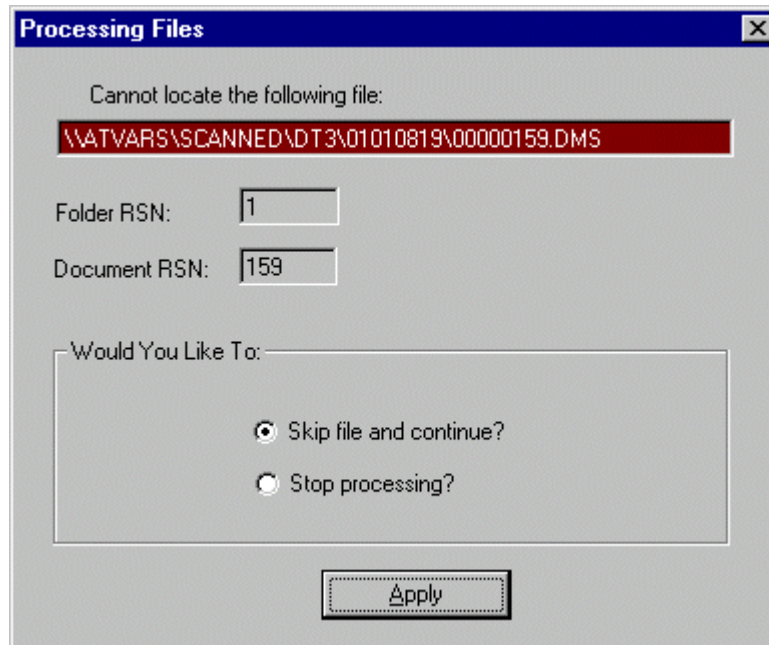 Processing Files
Cannot locate the following file:
\\ATVARS\SCANNED\DT3\01010819\00000159.DMS
Folder RSN: 1
Document RSN: 159
Would You Like To:
Skip file and continue?
Stop processing?
Apply